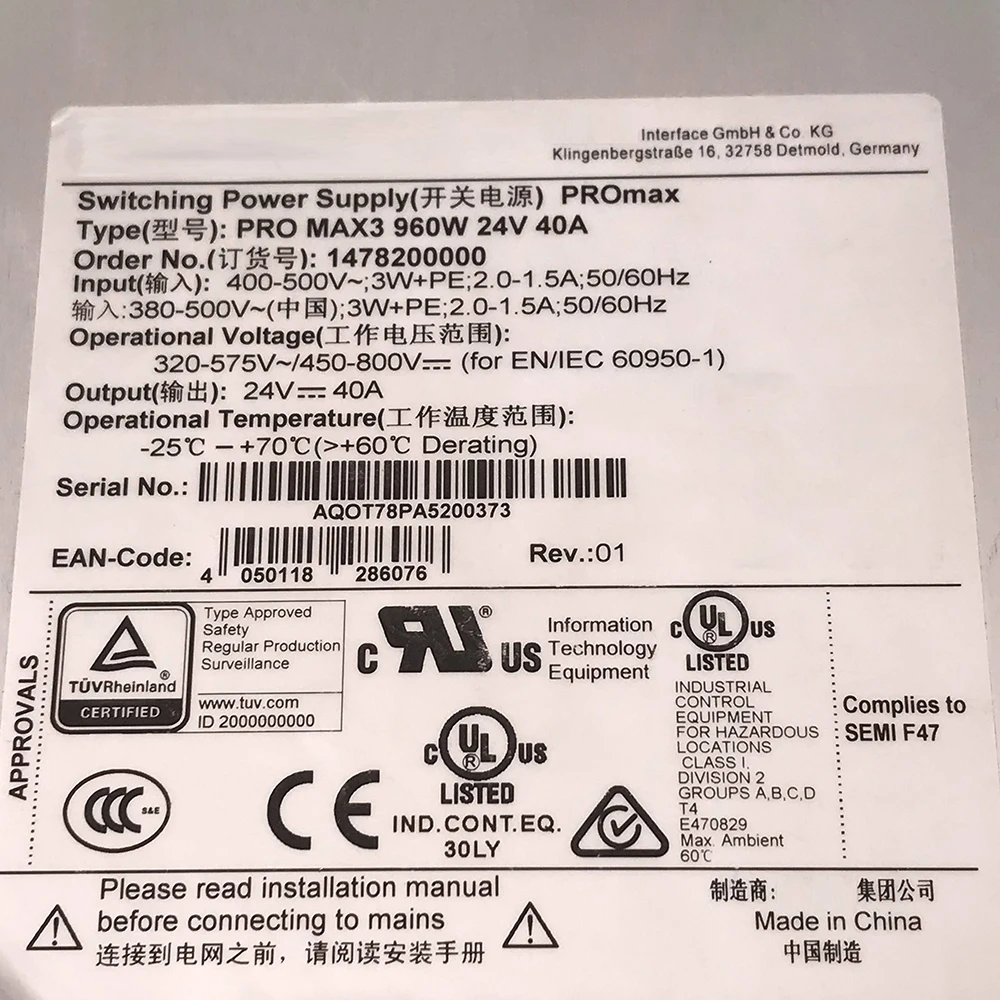 Interface GmbH & Co. KG
Klingenbergstraße 16, 32758 Detmold, Germany
Switching Power Supply(开关电源) PROmax
Type(型号): PRO MAX3 960W 24V 40A
Order No.(订货号): 1478200000
Input(输入): 400-500V~;3W+PE;2.0-1.5A;50/60Hz
输入:380-500V~(中国);3W+PE;2.0-1.5A;50/60Hz
Operational Voltage(工作电压范围):
320-575V~/450-800V⎓ (for EN/IEC 60950-1)
Output(输出): 24V⎓ 40A
Operational Temperature(工作温度范围):
-25℃ – +70℃(>+60℃ Derating)
Serial No.:
AQOT78PA5200373
EAN-Code:
4 050118 286076
Rev.:01
APPROVALS
TÜVRheinland®
CERTIFIED
Type Approved
Safety
Regular Production
Surveillance
www.tuv.com
ID 2000000000
c RU® US
Information
Technology
Equipment
c UL® US
LISTED
INDUSTRIAL
CONTROL
EQUIPMENT
FOR HAZARDOUS
LOCATIONS
CLASS I,
DIVISION 2
GROUPS A,B,C,D
T4
E470829
Max. Ambient
60℃
Complies to
SEMI F47
CCC S&E
CE
c UL® US
LISTED
IND.CONT.EQ.
30LY
Please read installation manual
before connecting to mains
连接到电网之前，请阅读安装手册
制造商: 集团公司
Made in China
中国制造